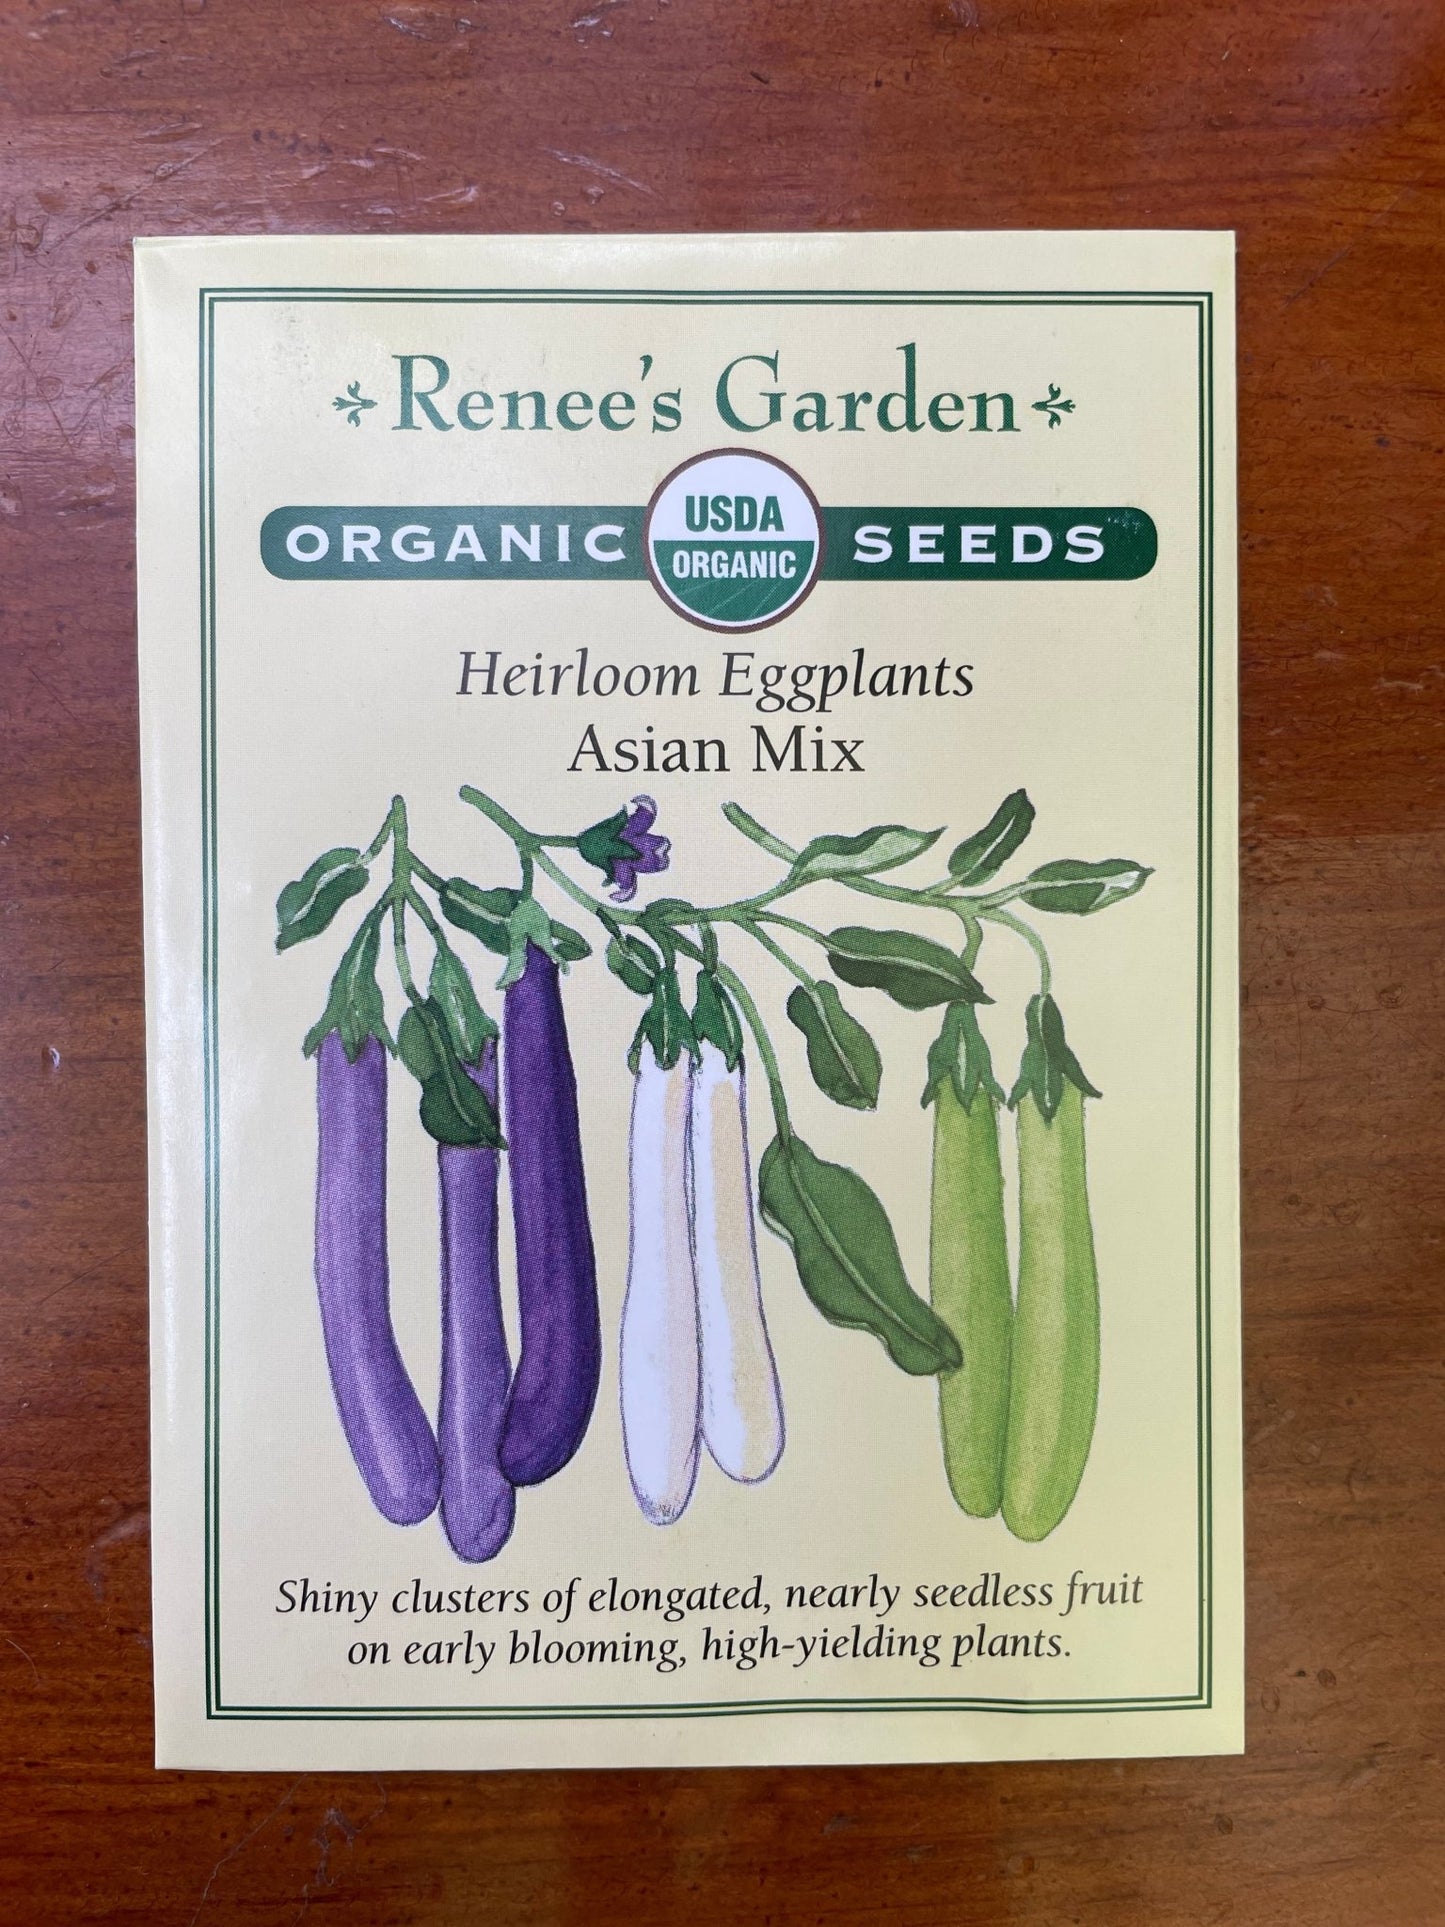 Renee's Garden
ORGANIC USDA ORGANIC SEEDS
Heirloom Eggplants
Asian Mix
Shiny clusters of elongated, nearly seedless fruit
on early blooming, high-yielding plants.